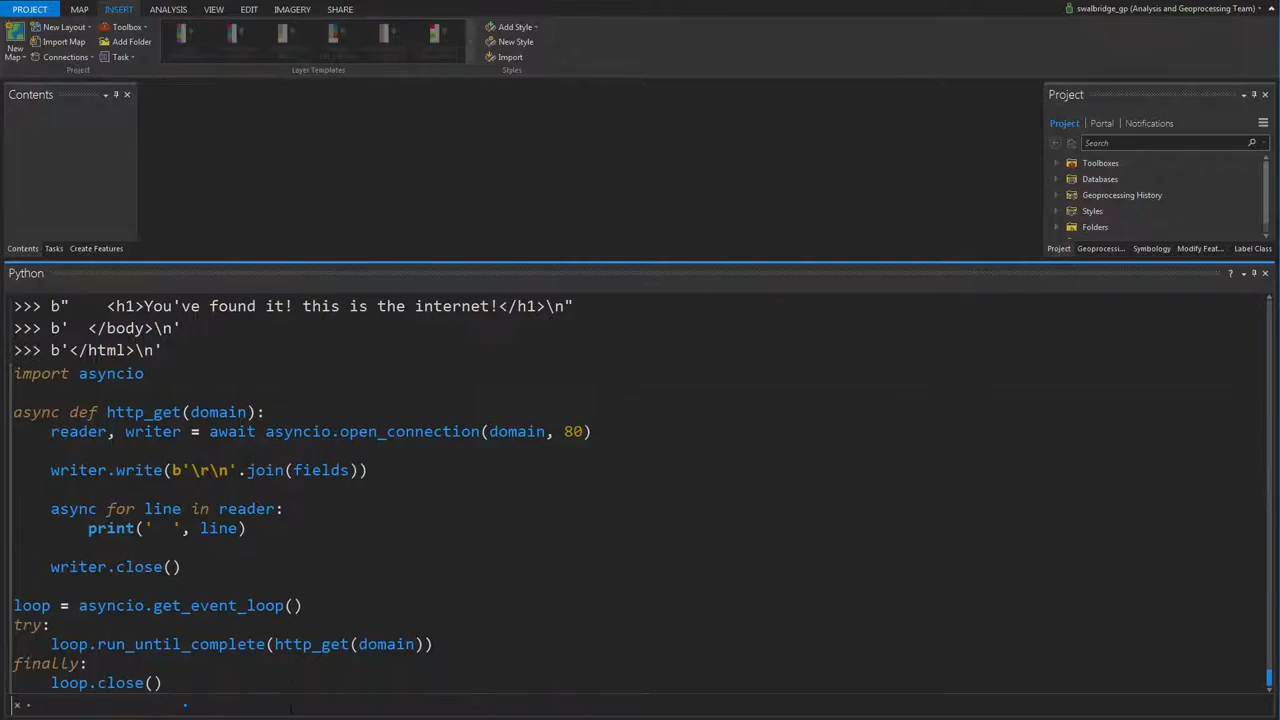 PROJECT MAP INSERT ANALYSIS VIEW EDIT IMAGERY SHARE
swalbridge_gp (Analysis and Geoprocessing Team)
New Map
New Layout
Import Map
Connections
Toolbox
Add Folder
Task
Project
Layer Templates
Add Style
New Style
Import
Styles
Contents
Contents Tasks Create Features
Project
Project Portal Notifications
Search
Toolboxes
Databases
Geoprocessing History
Styles
Folders
Project Geoprocessi... Symbology Modify Feat... Label Class
Python
>>> b"    <h1>You've found it! this is the internet!</h1>\n"
>>> b'  </body>\n'
>>> b'</html>\n'
import asyncio
async def http_get(domain):
    reader, writer = await asyncio.open_connection(domain, 80)
    writer.write(b'\r\n'.join(fields))
    async for line in reader:
        print('  ', line)
    writer.close()
loop = asyncio.get_event_loop()
try:
    loop.run_until_complete(http_get(domain))
finally:
    loop.close()